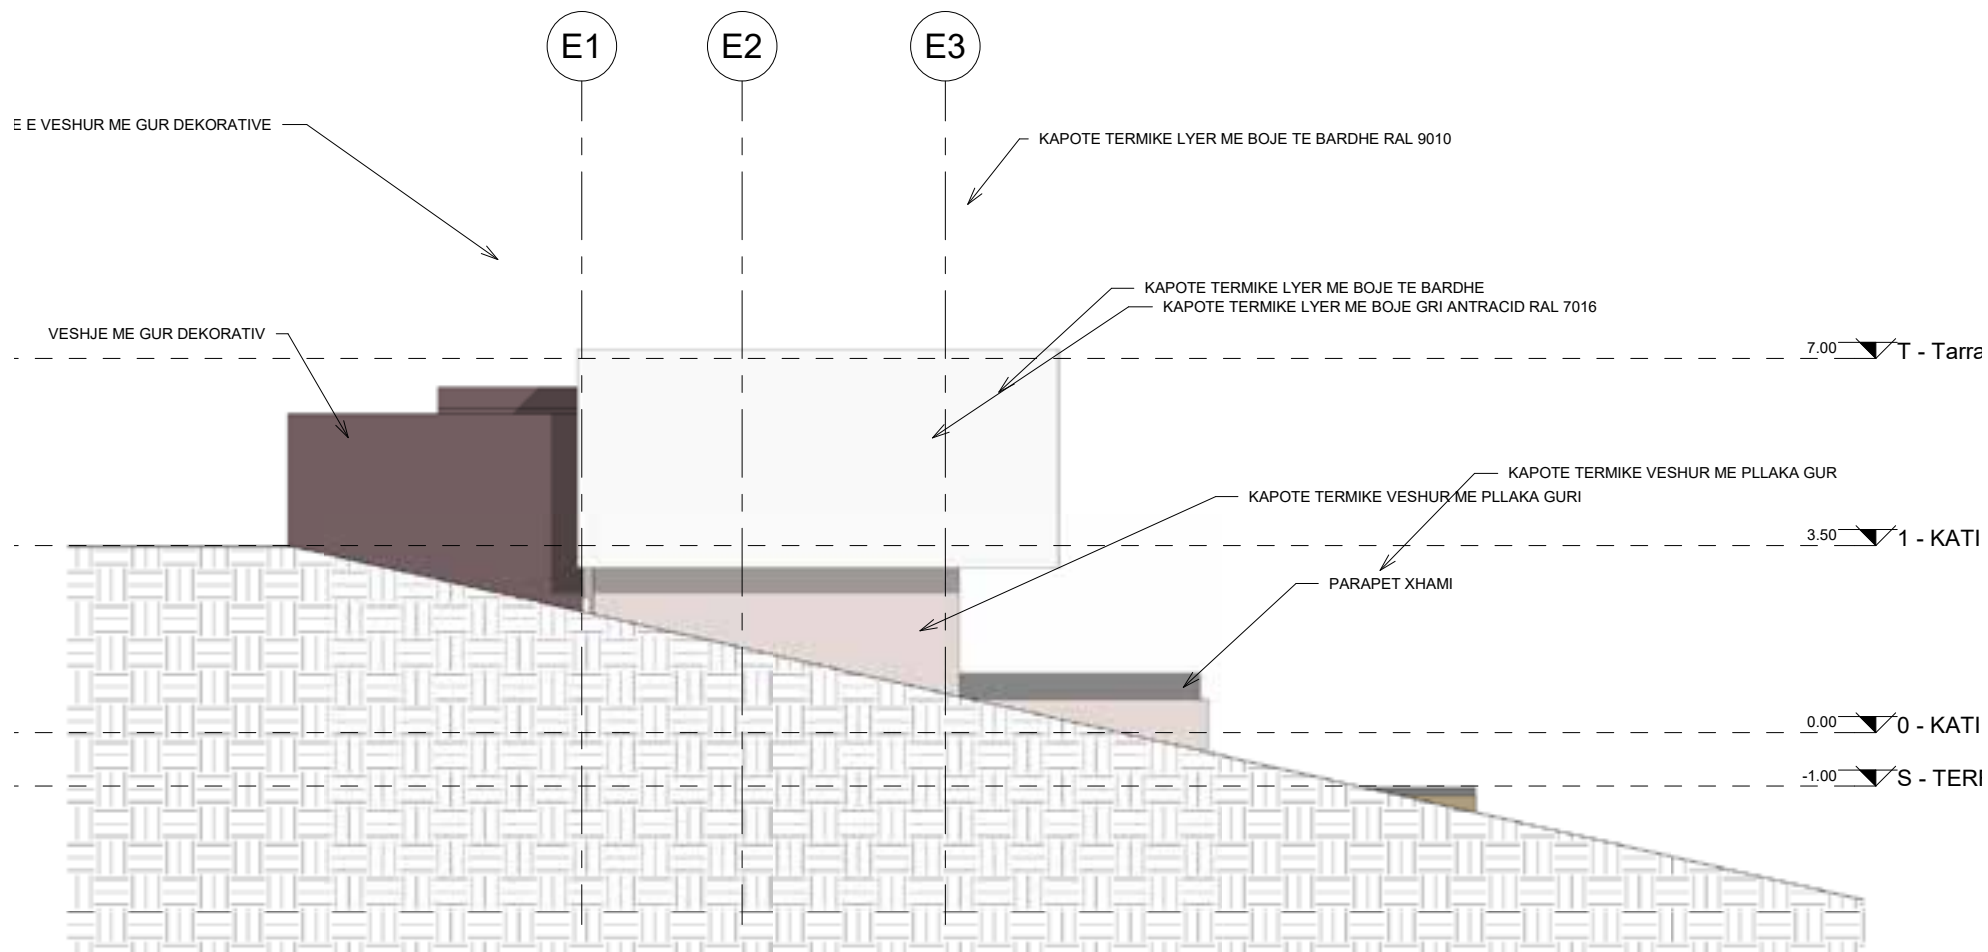 E1 E2 E3
E E VESHUR ME GUR DEKORATIVE
KAPOTE TERMIKE LYER ME BOJE TE BARDHE RAL 9010
KAPOTE TERMIKE LYER ME BOJE TE BARDHE
KAPOTE TERMIKE LYER ME BOJE GRI ANTRACID RAL 7016
VESHJE ME GUR DEKORATIV
7.00 T - Tarra
KAPOTE TERMIKE VESHUR ME PLLAKA GUR
KAPOTE TERMIKE VESHUR ME PLLAKA GURI
3.50 1 - KATI
PARAPET XHAMI
0.00 0 - KATI
-1.00 S - TER